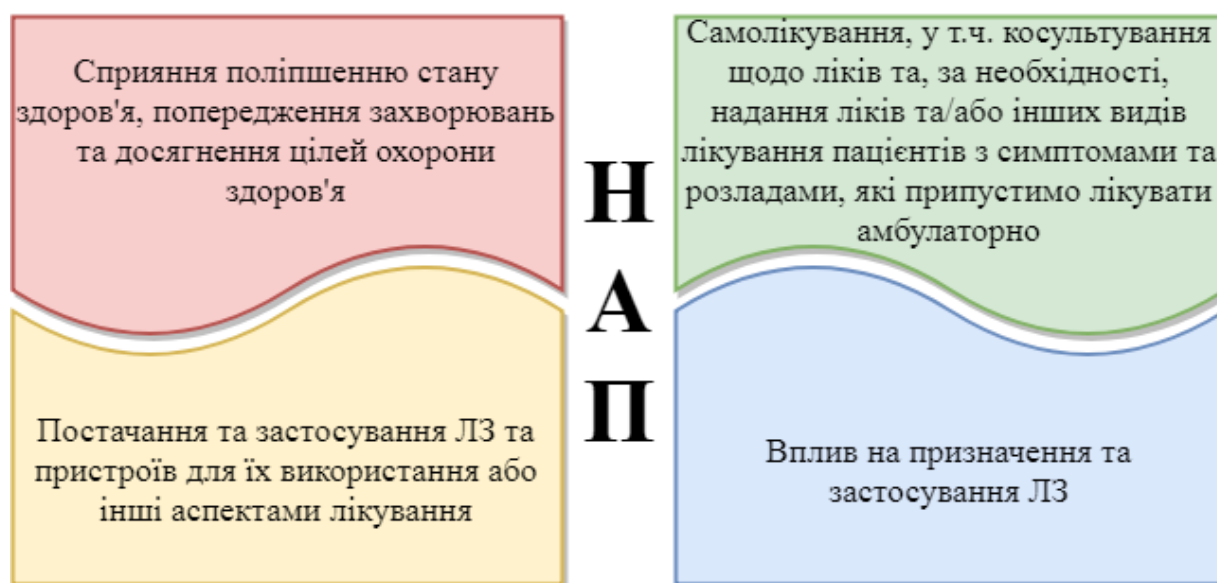 Сприяння поліпшенню стану
здоров'я, попередження захворювань
та досягнення цілей охорони
здоров'я
Постачання та застосування ЛЗ та
пристроїв для їх використання або
інші аспектами лікування
Н
А
П
Самолікування, у т.ч. косультування
щодо ліків та, за необхідності,
надання ліків та/або інших видів
лікування пацієнтів з симптомами та
розладами, які припустимо лікувати
амбулаторно
Вплив на призначення та
застосування ЛЗ